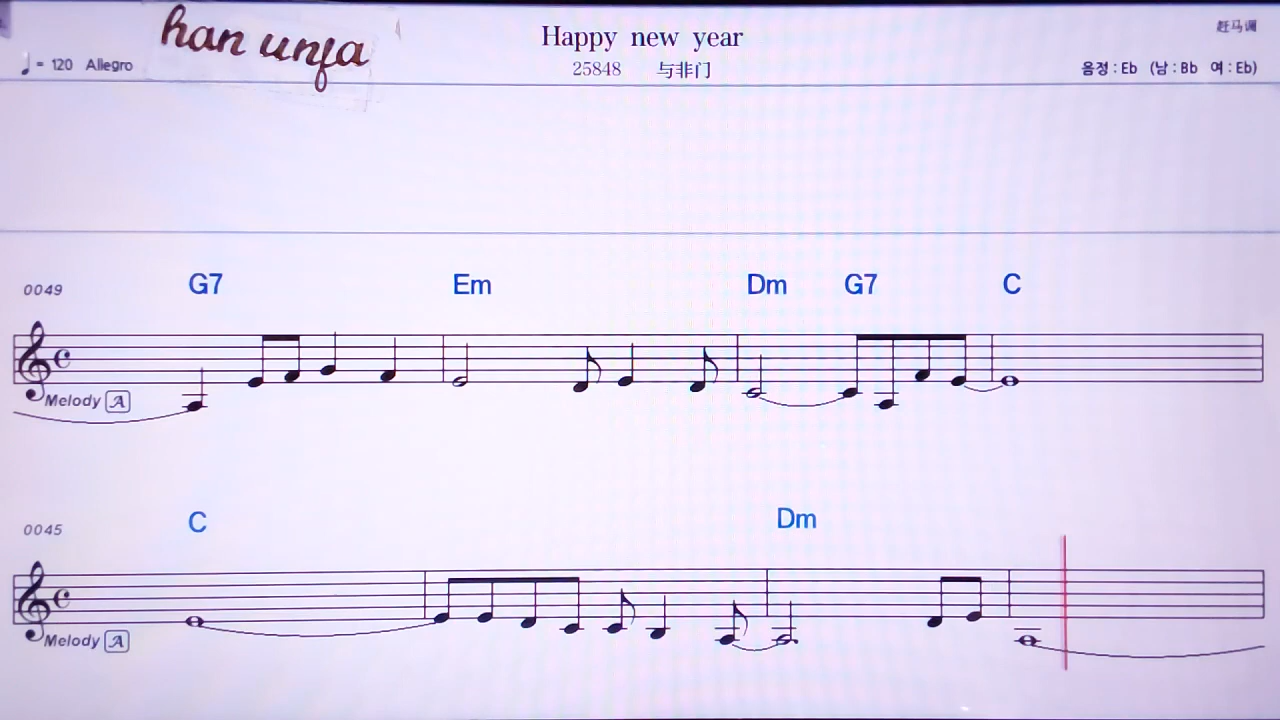 han unfa
Happy new year
赶马调
♩ = 120 Allegro
25848 与非门
음정 : Eb (남 : Bb 여 : Eb)
0049 G7 Em Dm G7 C
Melody A
0045 C Dm
Melody A